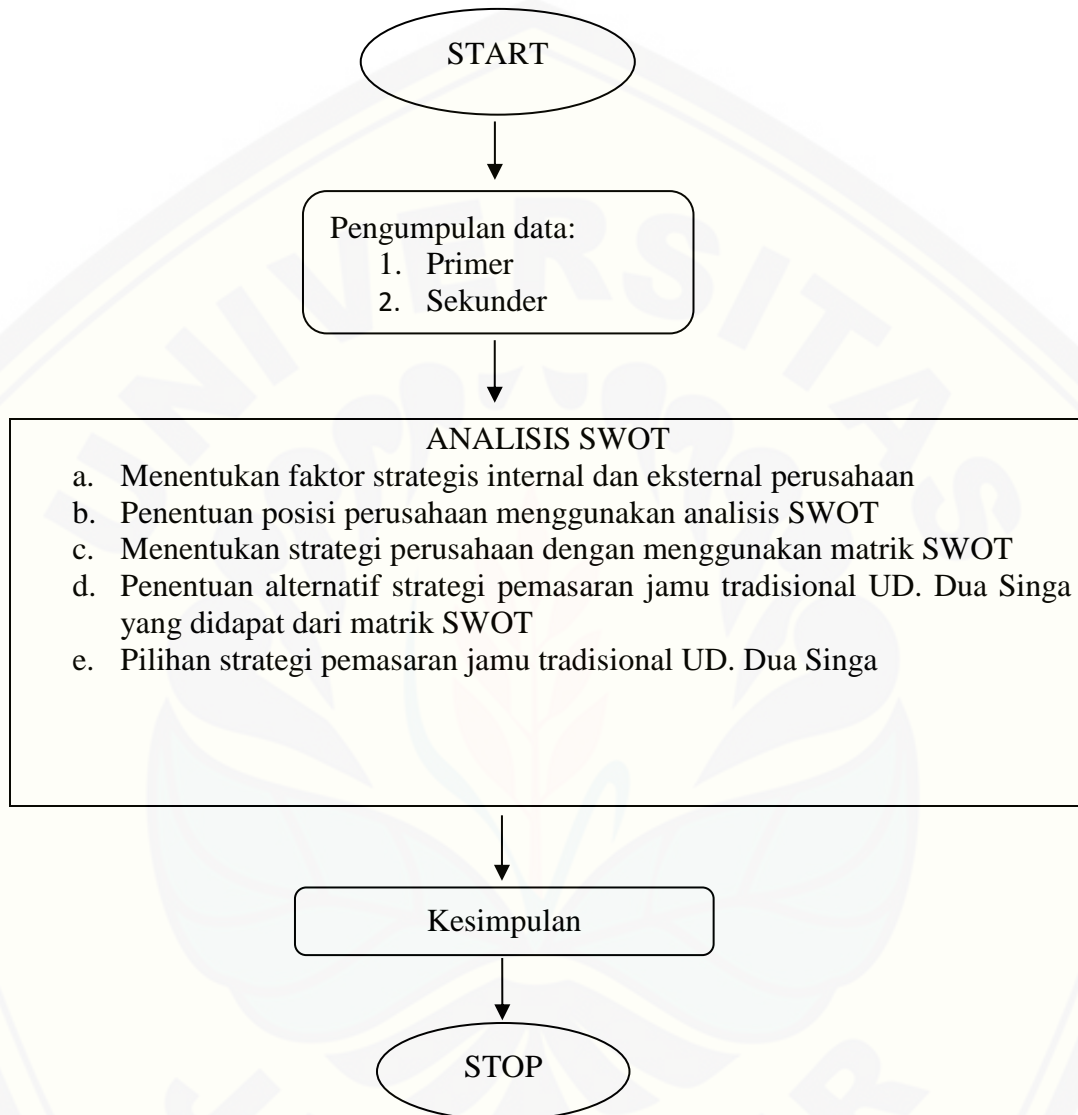 START
Pengumpulan data:
1. Primer
2. Sekunder
UNIVERSITAS
ANALISIS SWOT
a. Menentukan faktor strategis internal dan eksternal perusahaan
b. Penentuan posisi perusahaan menggunakan analisis SWOT
c. Menentukan strategi perusahaan dengan menggunakan matrik SWOT
d. Penentuan alternatif strategi pemasaran jamu tradisional UD. Dua Singa
yang didapat dari matrik SWOT
e. Pilihan strategi pemasaran jamu tradisional UD. Dua Singa
Kesimpulan
STOP